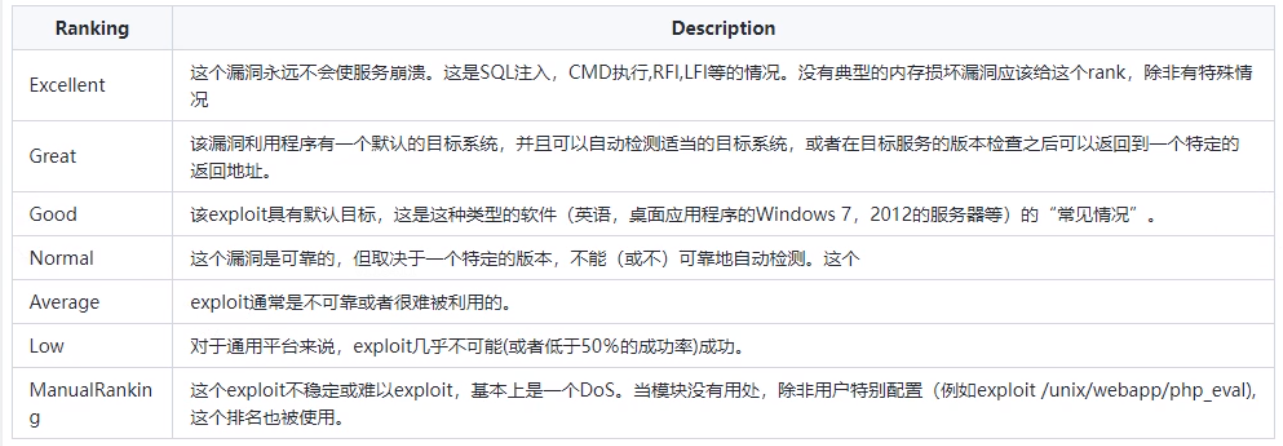 Ranking Description
Excellent 这个漏洞永远不会使服务崩溃。这是SQL注入，CMD执行,RFI,LFI等的情况。没有典型的内存损坏漏洞应该给这个rank，除非有特殊情
况
Great 该漏洞利用程序有一个默认的目标系统，并且可以自动检测适当的目标系统，或者在目标服务的版本检查之后可以返回到一个特定的
返回地址。
Good 该exploit具有默认目标，这是这种类型的软件（英语，桌面应用程序的Windows 7，2012的服务器等）的“常见情况”。
Normal 这个漏洞是可靠的，但取决于一个特定的版本，不能（或不）可靠地自动检测。这个
Average exploit通常是不可靠或者很难被利用的。
Low 对于通用平台来说，exploit几乎不可能(或者低于50％的成功率)成功。
ManualRankin 这个exploit不稳定或难以exploit，基本上是一个DoS。当模块没有用处，除非用户特别配置（例如exploit /unix/webapp/php_eval),
g 这个排名也被使用。